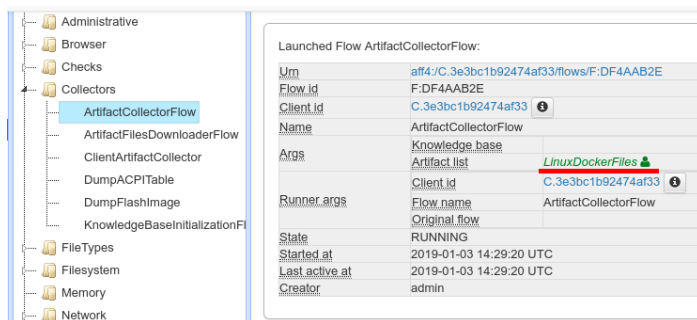 Administrative
Browser
Checks
Collectors
ArtifactCollectorFlow
ArtifactFilesDownloaderFlow
ClientArtifactCollector
DumpACPITable
DumpFlashImage
KnowledgeBaseInitializationFl
FileTypes
Filesystem
Memory
Network
Launched Flow ArtifactCollectorFlow:
Urn aff4:/C.3e3bc1b92474af33/flows/F:DF4AAB2E
Flow id F:DF4AAB2E
Client id C.3e3bc1b92474af33
Name ArtifactCollectorFlow
Args
Knowledge base
Artifact list LinuxDockerFiles
Runner args
Client id C.3e3bc1b92474af33
Flow name ArtifactCollectorFlow
Original flow
State RUNNING
Started at 2019-01-03 14:29:20 UTC
Last active at 2019-01-03 14:29:20 UTC
Creator admin